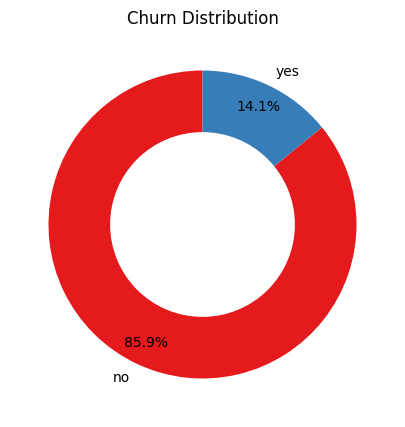 Churn Distribution
yes
14.1%
85.9%
no